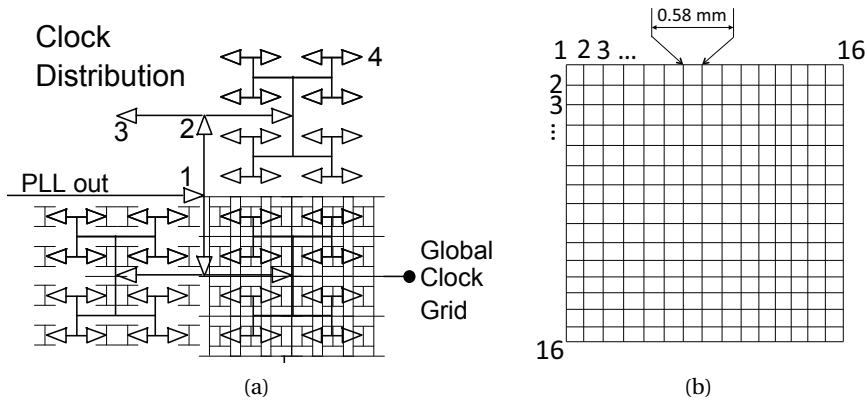 Clock
Distribution
4
3
2
1
PLL out
Global
Clock
Grid
(a)
0.58 mm
1 2 3 ... 16
2
3
⋮
16
(b)